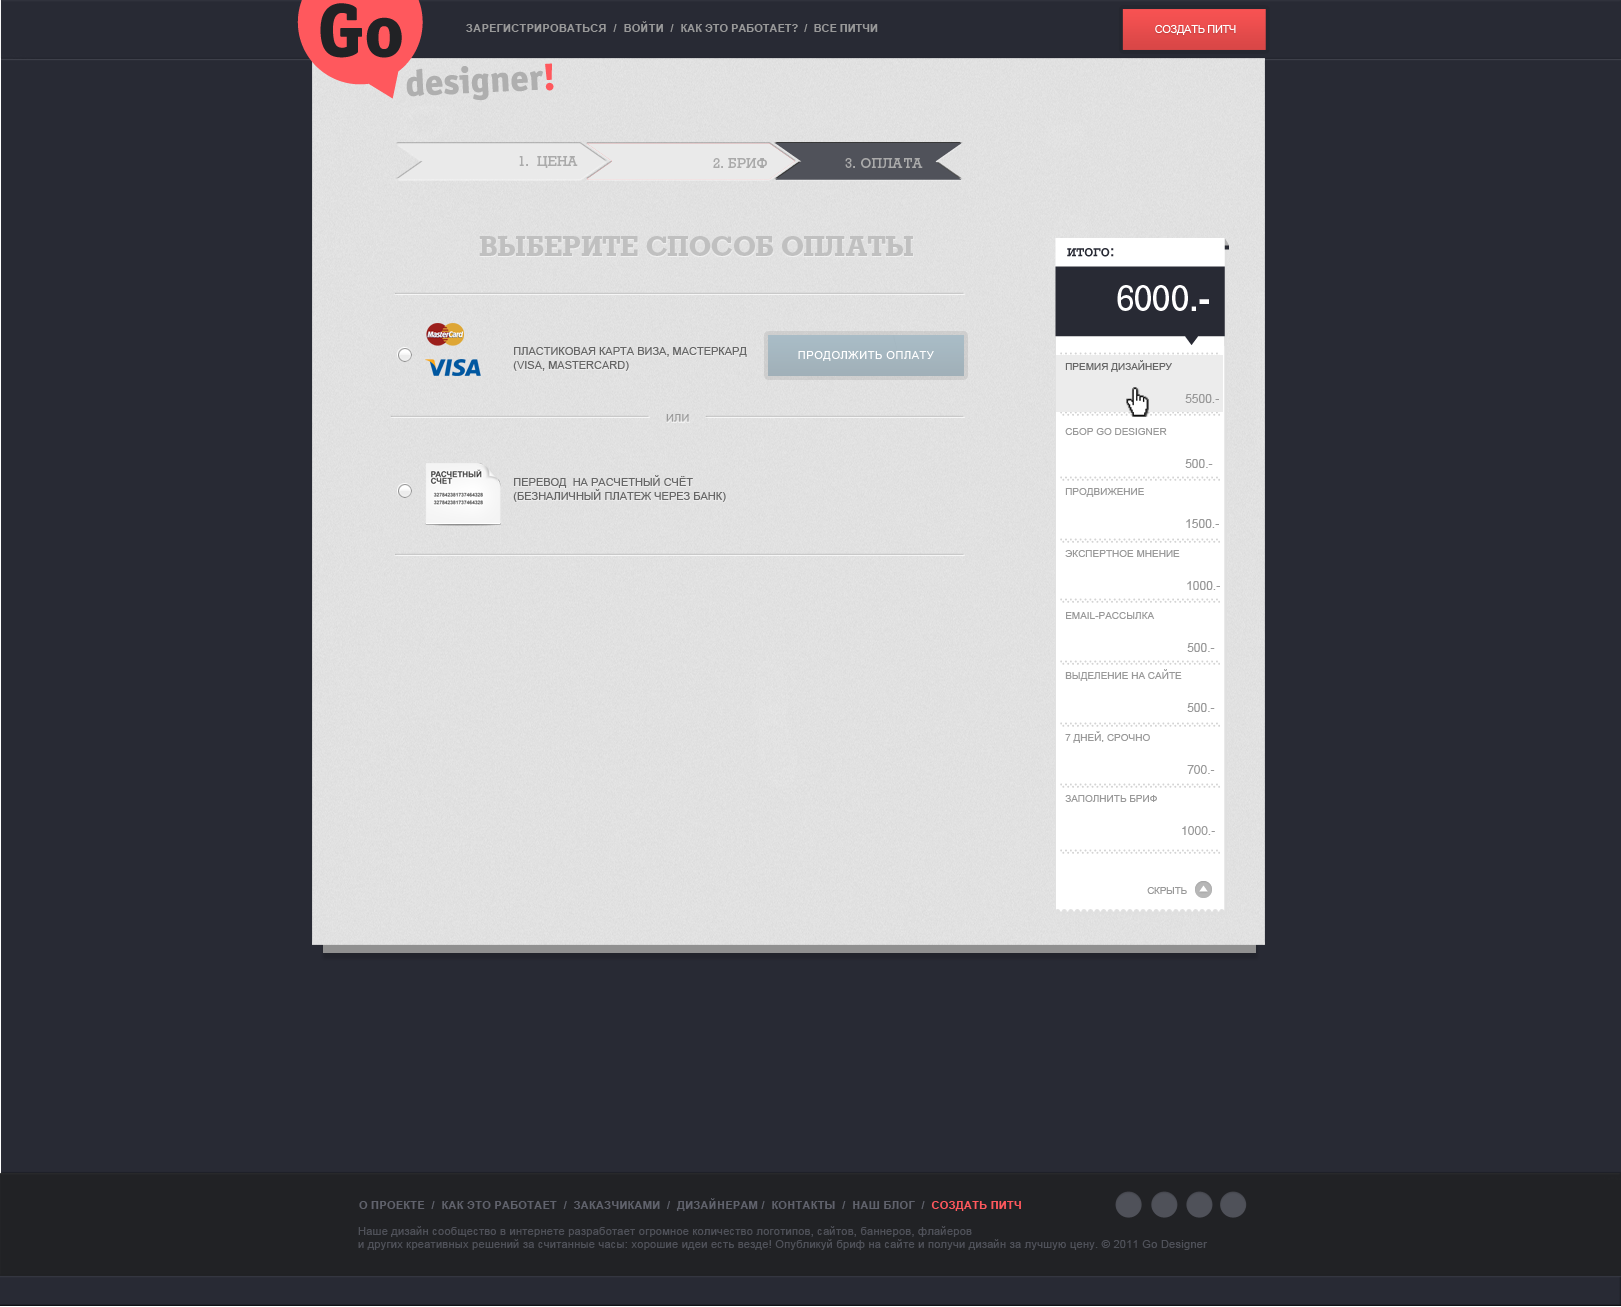 Go
designer!
ЗАРЕГИСТРИРОВАТЬСЯ / ВОЙТИ / КАК ЭТО РАБОТАЕТ? / ВСЕ ПИТЧИ
СОЗДАТЬ ПИТЧ
1. ЦЕНА
2. БРИФ
3. ОПЛАТА
ВЫБЕРИТЕ СПОСОБ ОПЛАТЫ
MasterCard
VISA
ПЛАСТИКОВАЯ КАРТА ВИЗА, МАСТЕРКАРД
(VISA, MASTERCARD)
ПРОДОЛЖИТЬ ОПЛАТУ
ИЛИ
РАСЧЕТНЫЙ
СЧЕТ
327842381737464328
327842381737464328
ПЕРЕВОД НА РАСЧЕТНЫЙ СЧЁТ
(БЕЗНАЛИЧНЫЙ ПЛАТЕЖ ЧЕРЕЗ БАНК)
ИТОГО:
6000.-
ПРЕМИЯ ДИЗАЙНЕРУ
5500.-
СБОР GO DESIGNER
500.-
ПРОДВИЖЕНИЕ
1500.-
ЭКСПЕРТНОЕ МНЕНИЕ
1000.-
EMAIL-РАССЫЛКА
500.-
ВЫДЕЛЕНИЕ НА САЙТЕ
500.-
7 ДНЕЙ, СРОЧНО
700.-
ЗАПОЛНИТЬ БРИФ
1000.-
СКРЫТЬ
О ПРОЕКТЕ / КАК ЭТО РАБОТАЕТ / ЗАКАЗЧИКАМИ / ДИЗАЙНЕРАМ / КОНТАКТЫ / НАШ БЛОГ / СОЗДАТЬ ПИТЧ
Наше дизайн сообщество в интернете разработает огромное количество логотипов, сайтов, баннеров, флайеров
и других креативных решений за считанные часы: хорошие идеи есть везде! Опубликуй бриф на сайте и получи дизайн за лучшую цену. © 2011 Go Designer